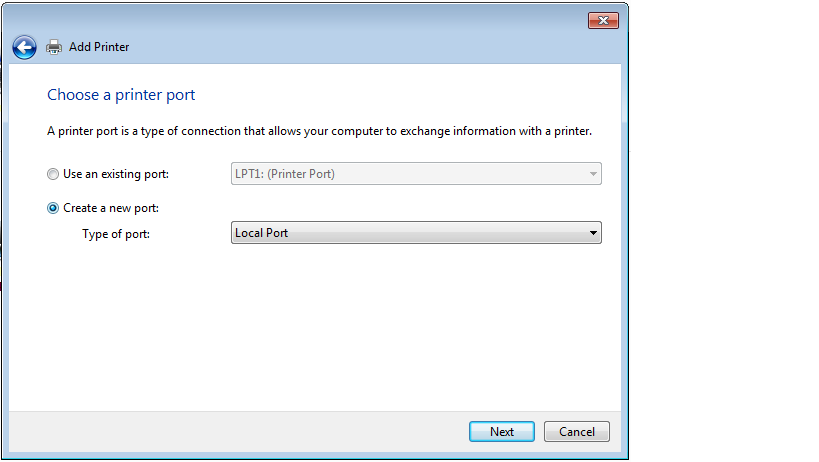 Add Printer
Choose a printer port
A printer port is a type of connection that allows your computer to exchange information with a printer.
Use an existing port: LPT1: (Printer Port)
Create a new port:
Type of port: Local Port
Next Cancel